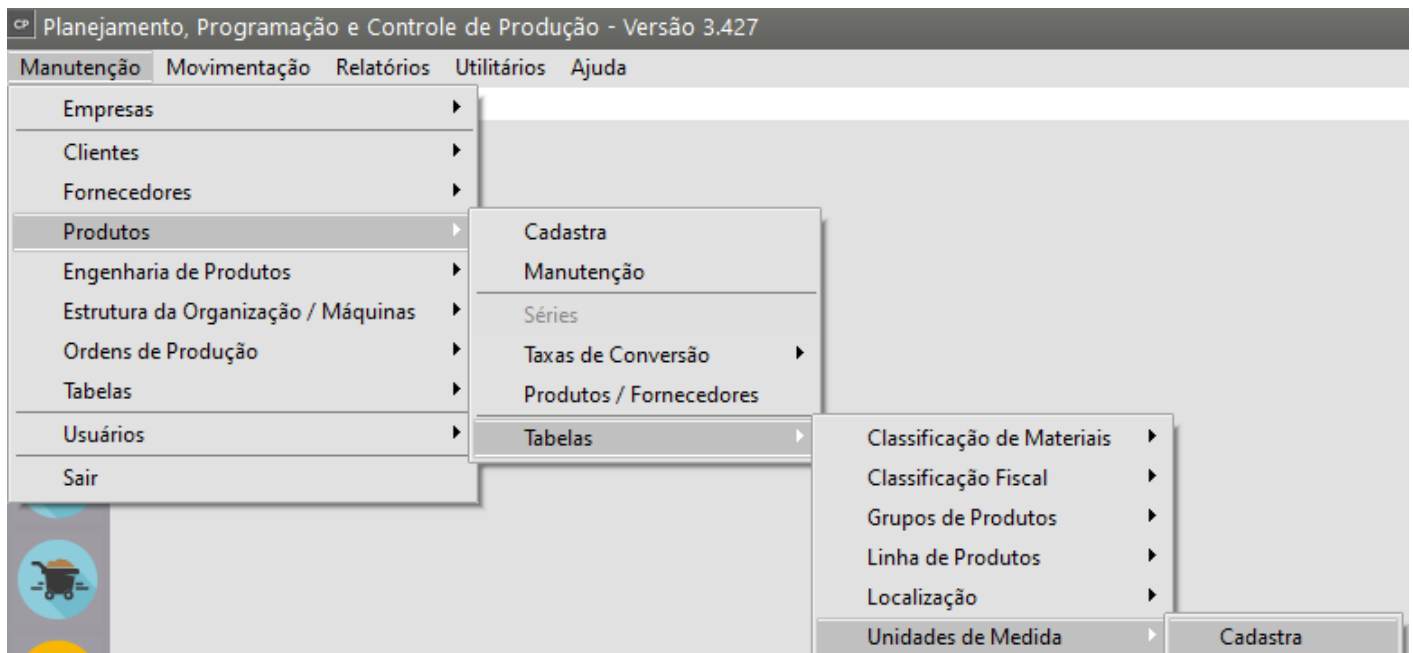 CP Planejamento, Programação e Controle de Produção - Versão 3.427
Manutenção Movimentação Relatórios Utilitários Ajuda
Empresas
Clientes
Fornecedores
Produtos
Engenharia de Produtos
Estrutura da Organização / Máquinas
Ordens de Produção
Tabelas
Usuários
Sair
Cadastra
Manutenção
Séries
Taxas de Conversão
Produtos / Fornecedores
Tabelas
Classificação de Materiais
Classificação Fiscal
Grupos de Produtos
Linha de Produtos
Localização
Unidades de Medida
Cadastra